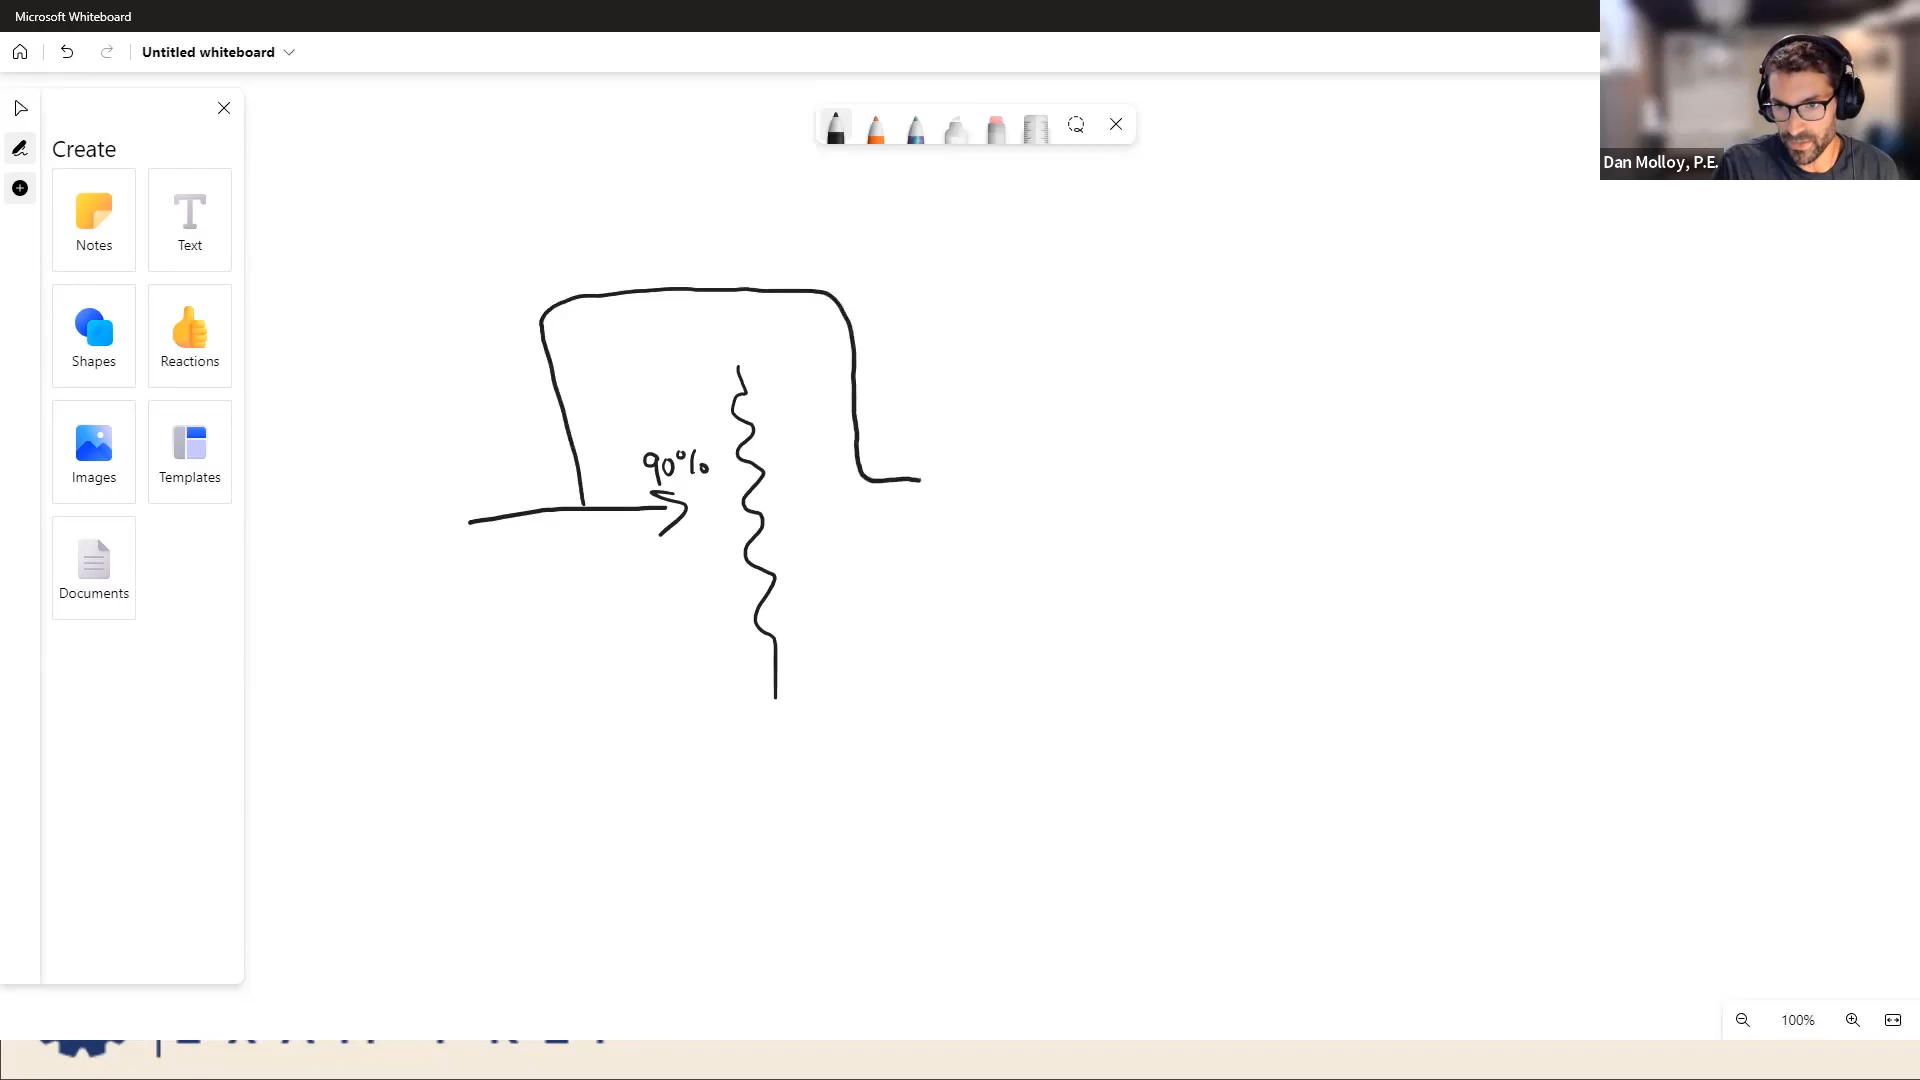 Microsoft Whiteboard
Untitled whiteboard
Dan Molloy, P.E.
Create
Notes
Text
Shapes
Reactions
Images
Templates
Documents
90%
100%